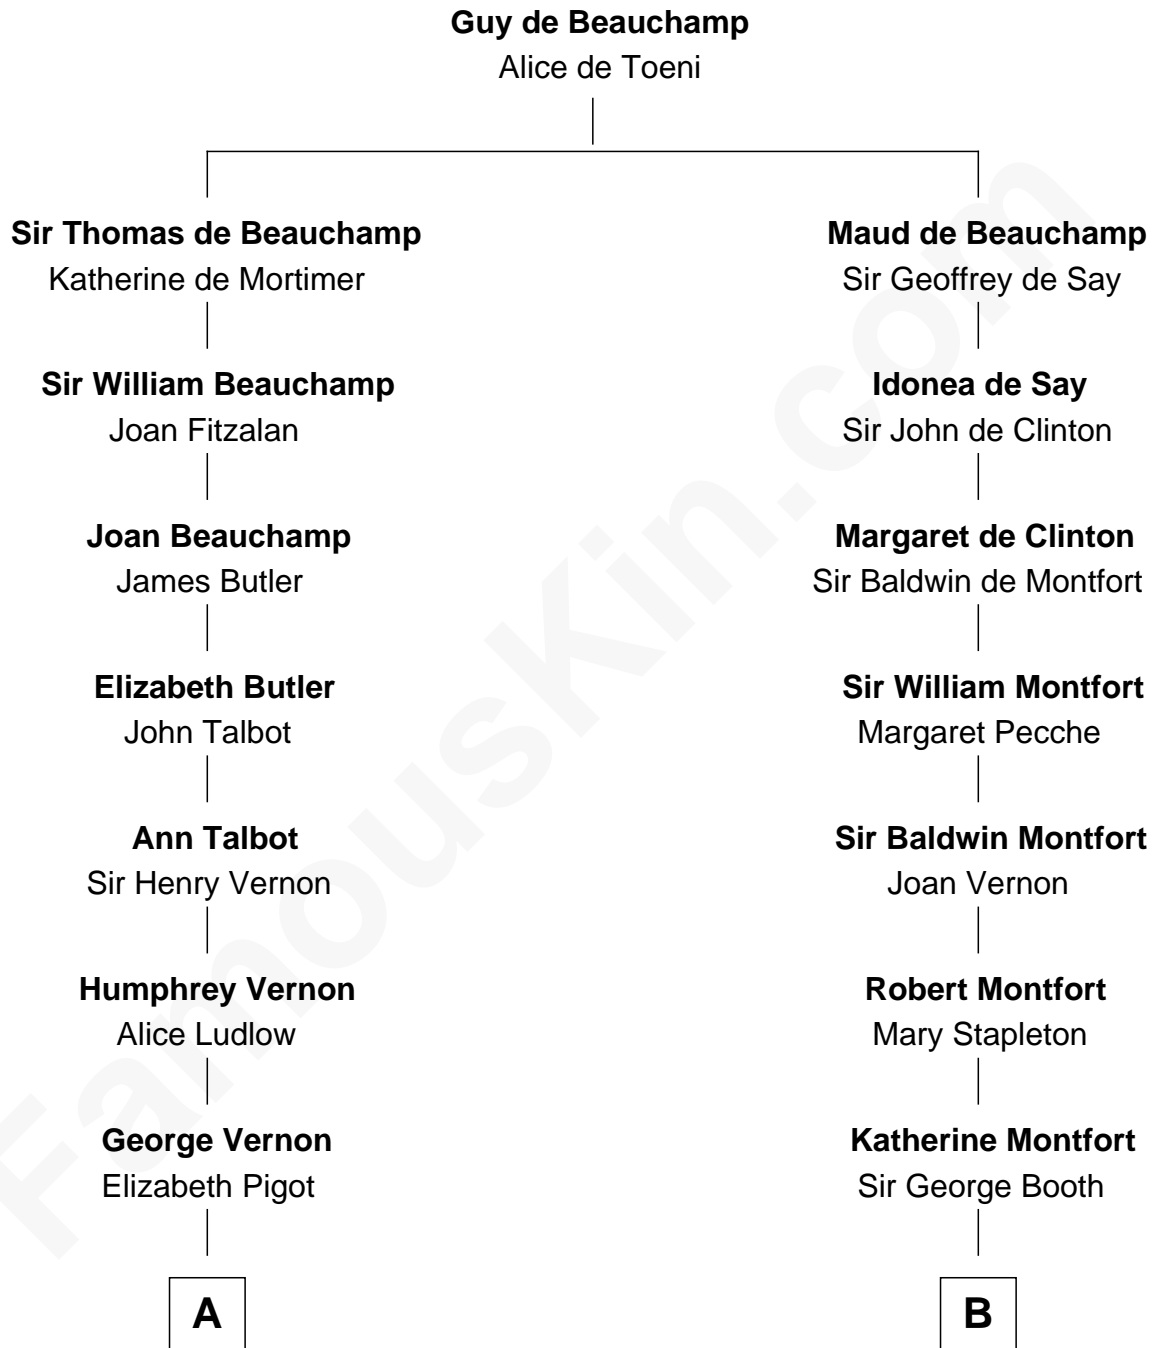 Guy de Beauchamp
Alice de Toeni
Sir Thomas de Beauchamp
Katherine de Mortimer
Maud de Beauchamp
Sir Geoffrey de Say
Sir William Beauchamp
Joan Fitzalan
Idonea de Say
Sir John de Clinton
Joan Beauchamp
James Butler
Margaret de Clinton
Sir Baldwin de Montfort
Elizabeth Butler
John Talbot
Sir William Montfort
Margaret Pecche
Ann Talbot
Sir Henry Vernon
Sir Baldwin Montfort
Joan Vernon
Humphrey Vernon
Alice Ludlow
Robert Montfort
Mary Stapleton
George Vernon
Elizabeth Pigot
Katherine Montfort
Sir George Booth
A
B
FamousKin.com